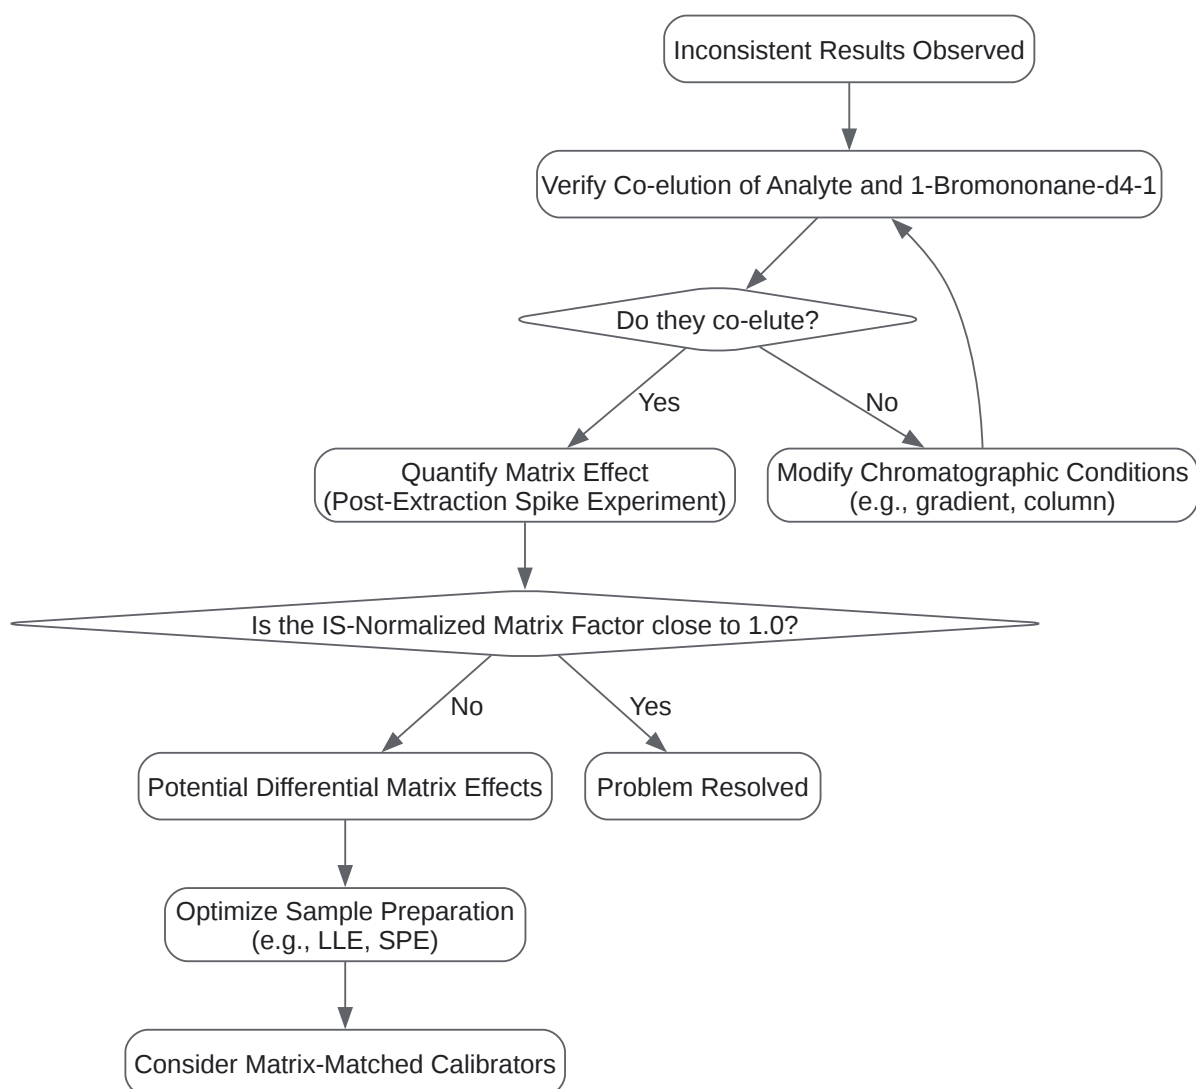 Inconsistent Results Observed
Verify Co-elution of Analyte and 1-Bromononane-d4-1
Do they co-elute?
Yes
No
Quantify Matrix Effect
(Post-Extraction Spike Experiment)
Modify Chromatographic Conditions
(e.g., gradient, column)
Is the IS-Normalized Matrix Factor close to 1.0?
No
Yes
Potential Differential Matrix Effects
Problem Resolved
Optimize Sample Preparation
(e.g., LLE, SPE)
Consider Matrix-Matched Calibrators